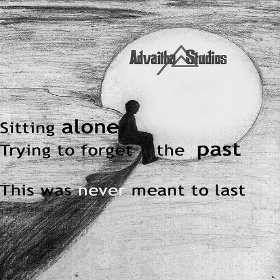 Advaitha Studios
Sitting alone
Trying to forget the past
This was never meant to last